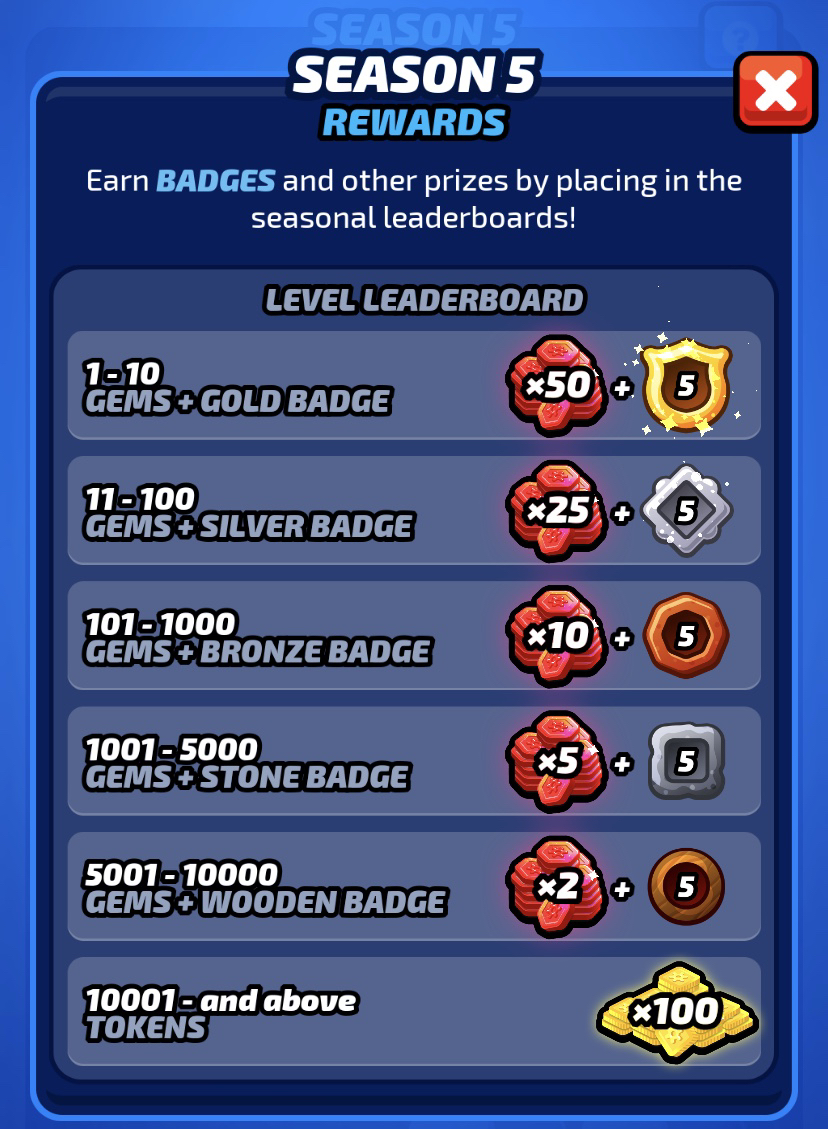 SEASON 5
SEASON 5
REWARDS
Earn BADGES and other prizes by placing in the
seasonal leaderboards!
LEVEL LEADERBOARD
1 - 10
GEMS + GOLD BADGE
×50 + 5
11 - 100
GEMS + SILVER BADGE
×25 + 5
101 - 1000
GEMS + BRONZE BADGE
×10 + 5
1001 - 5000
GEMS + STONE BADGE
×5 + 5
5001 - 10000
GEMS + WOODEN BADGE
×2 + 5
10001 - and above
TOKENS
×100